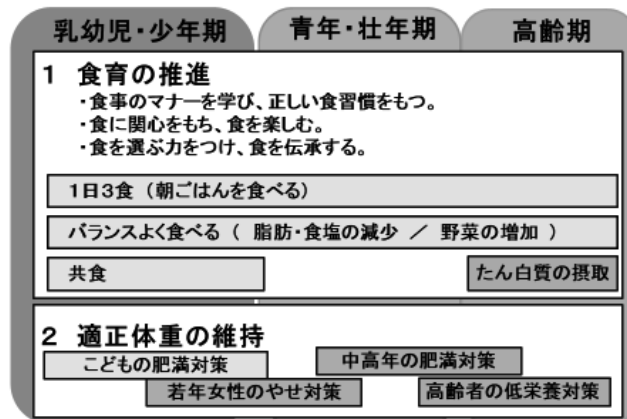 乳幼児・少年期 青年・壮年期 高齢期
1 食育の推進
・食事のマナーを学び、正しい食習慣をもつ。
・食に関心をもち、食を楽しむ。
・食を選ぶ力をつけ、食を伝承する。
1日3食（朝ごはんを食べる）
バランスよく食べる（ 脂肪・食塩の減少 ／ 野菜の増加 ）
共食 たん白質の摂取
2 適正体重の維持
こどもの肥満対策 中高年の肥満対策
若年女性のやせ対策 高齢者の低栄養対策